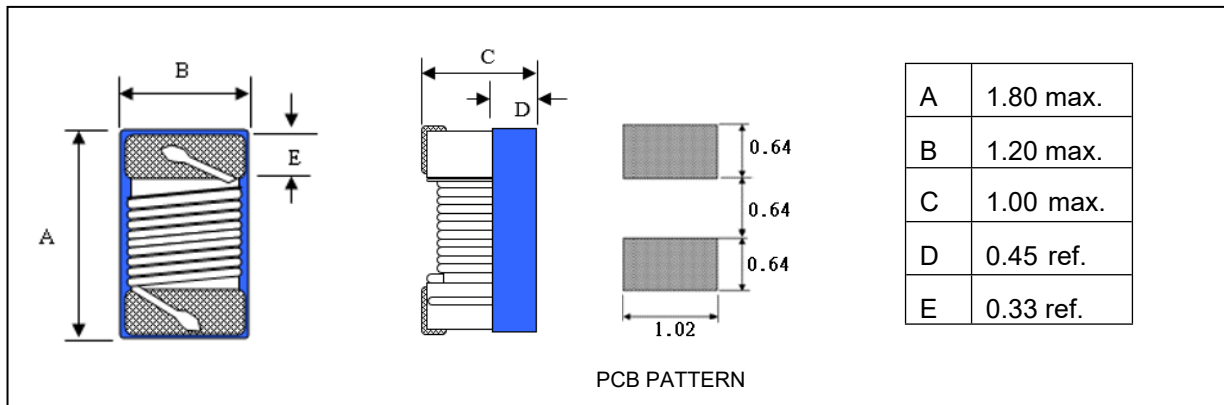 B
E
A
C
D
0.64
0.64
0.64
1.02
PCB PATTERN
A 1.80 max.
B 1.20 max.
C 1.00 max.
D 0.45 ref.
E 0.33 ref.